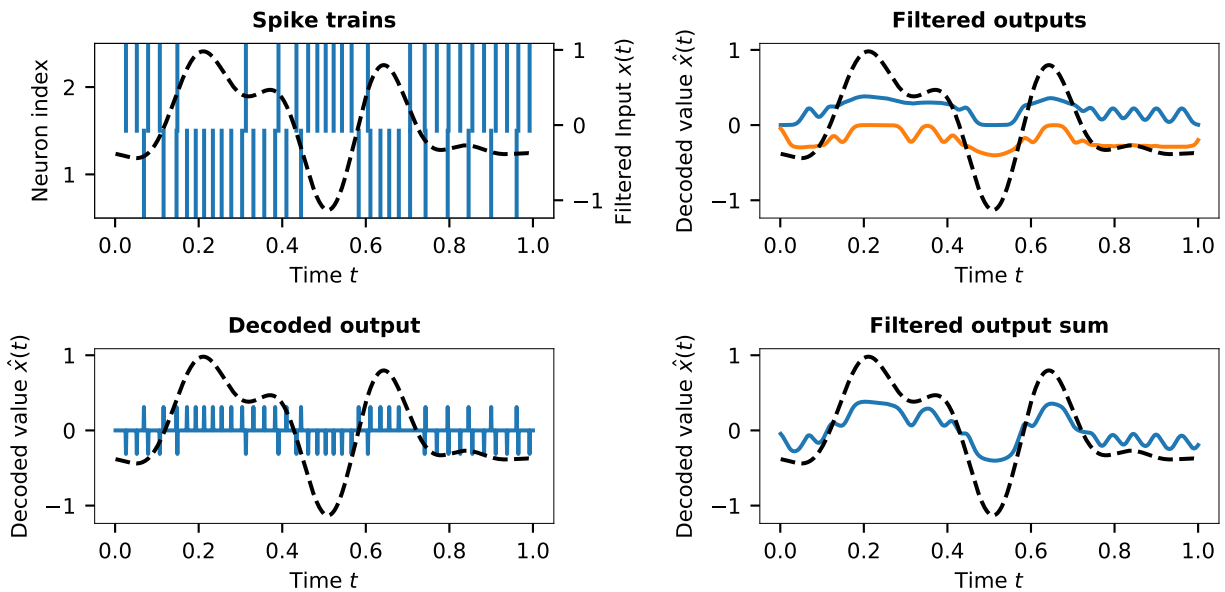 Spike trains
Neuron index
2
1
1
0
−1
Filtered Input x(t)
0.0 0.2 0.4 0.6 0.8 1.0
Time t
Filtered outputs
Decoded value x̂(t)
1
0
−1
0.0 0.2 0.4 0.6 0.8 1.0
Time t
Decoded output
Decoded value x̂(t)
1
0
−1
0.0 0.2 0.4 0.6 0.8 1.0
Time t
Filtered output sum
Decoded value x̂(t)
1
0
−1
0.0 0.2 0.4 0.6 0.8 1.0
Time t